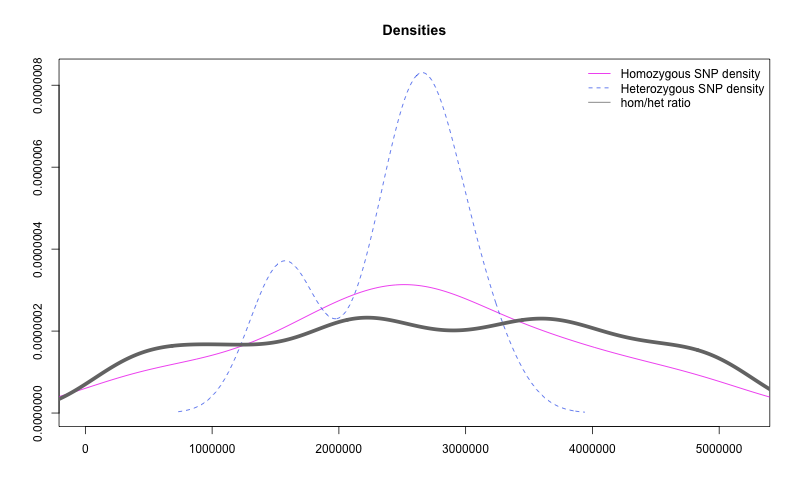 Densities
Homozygous SNP density
Heterozygous SNP density
hom/het ratio
0.0000008
0.0000006
0.0000004
0.0000002
0.0000000
0 1000000 2000000 3000000 4000000 5000000